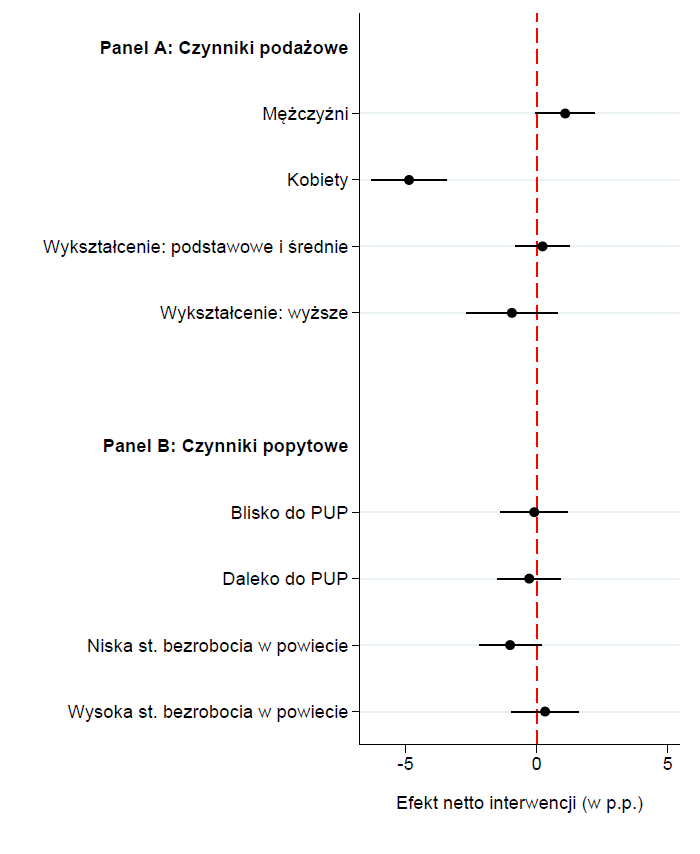 Panel A: Czynniki podażowe
Mężczyźni
Kobiety
Wykształcenie: podstawowe i średnie
Wykształcenie: wyższe
Panel B: Czynniki popytowe
Blisko do PUP
Daleko do PUP
Niska st. bezrobocia w powiecie
Wysoka st. bezrobocia w powiecie
-5 0 5
Efekt netto interwencji (w p.p.)